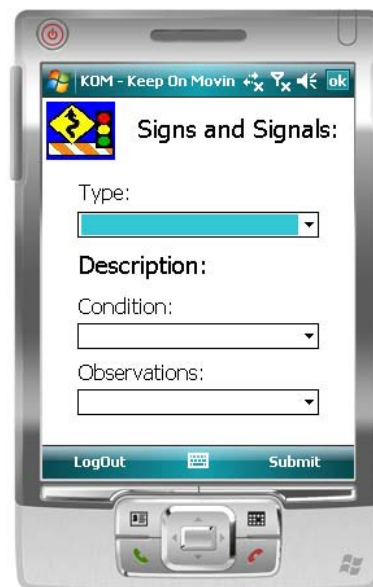 KOM - Keep On Movin
ok
Signs and Signals:
Type:
Description:
Condition:
Observations:
LogOut
Submit